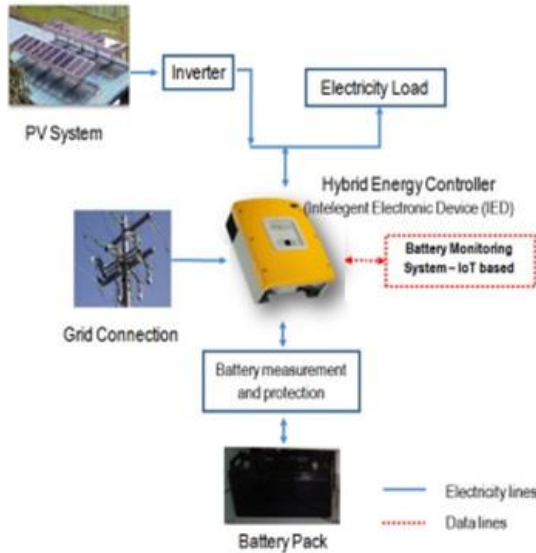 Inverter
Electricity Load
PV System
Hybrid Energy Controller
(Intelegent Electronic Device (IED)
Battery Monitoring
System – IoT based
Grid Connection
Battery measurement
and protection
Electricity lines
Data lines
Battery Pack